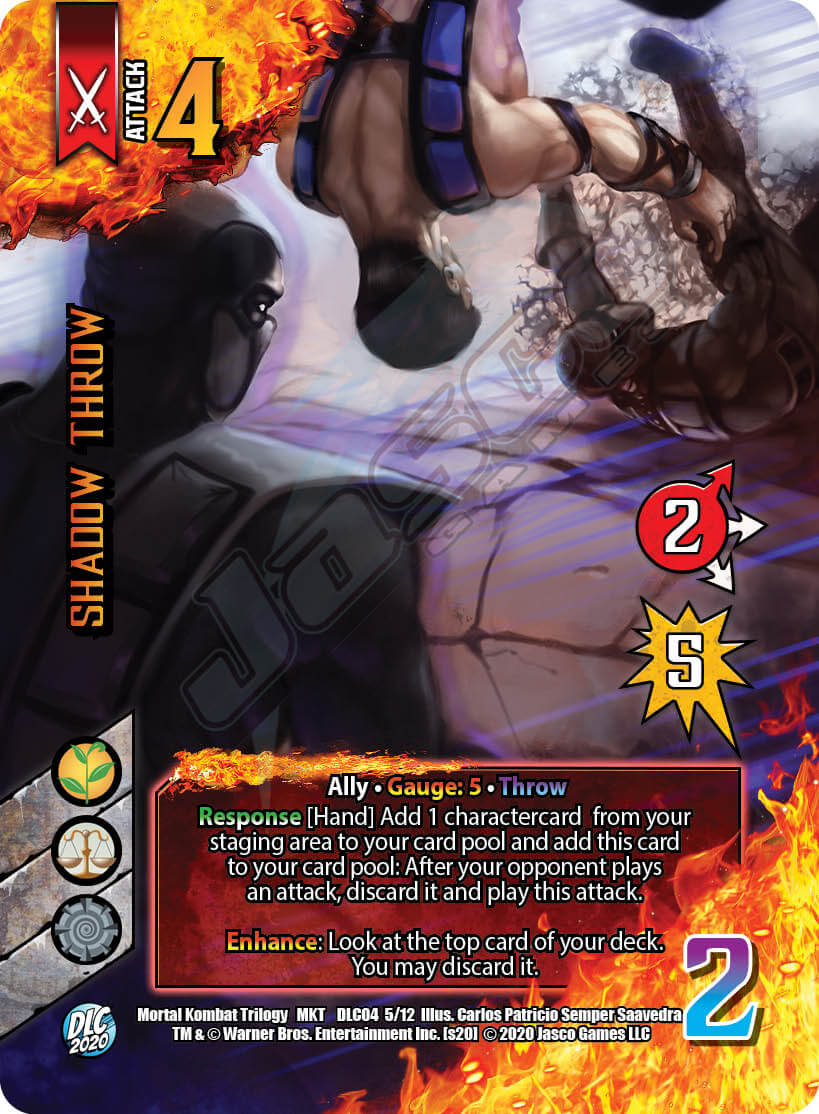 ATTACK
4
SHADOW THROW
JASCO
GAMES
2
5
Ally • Gauge: 5 • Throw
Response [Hand] Add 1 charactercard from your
staging area to your card pool and add this card
to your card pool: After your opponent plays
an attack, discard it and play this attack.
Enhance: Look at the top card of your deck.
You may discard it.
2
DLC
2020
Mortal Kombat Trilogy MKT DLC04 5/12 Illus. Carlos Patricio Semper Saavedra
TM & © Warner Bros. Entertainment Inc. [s20] © 2020 Jasco Games LLC